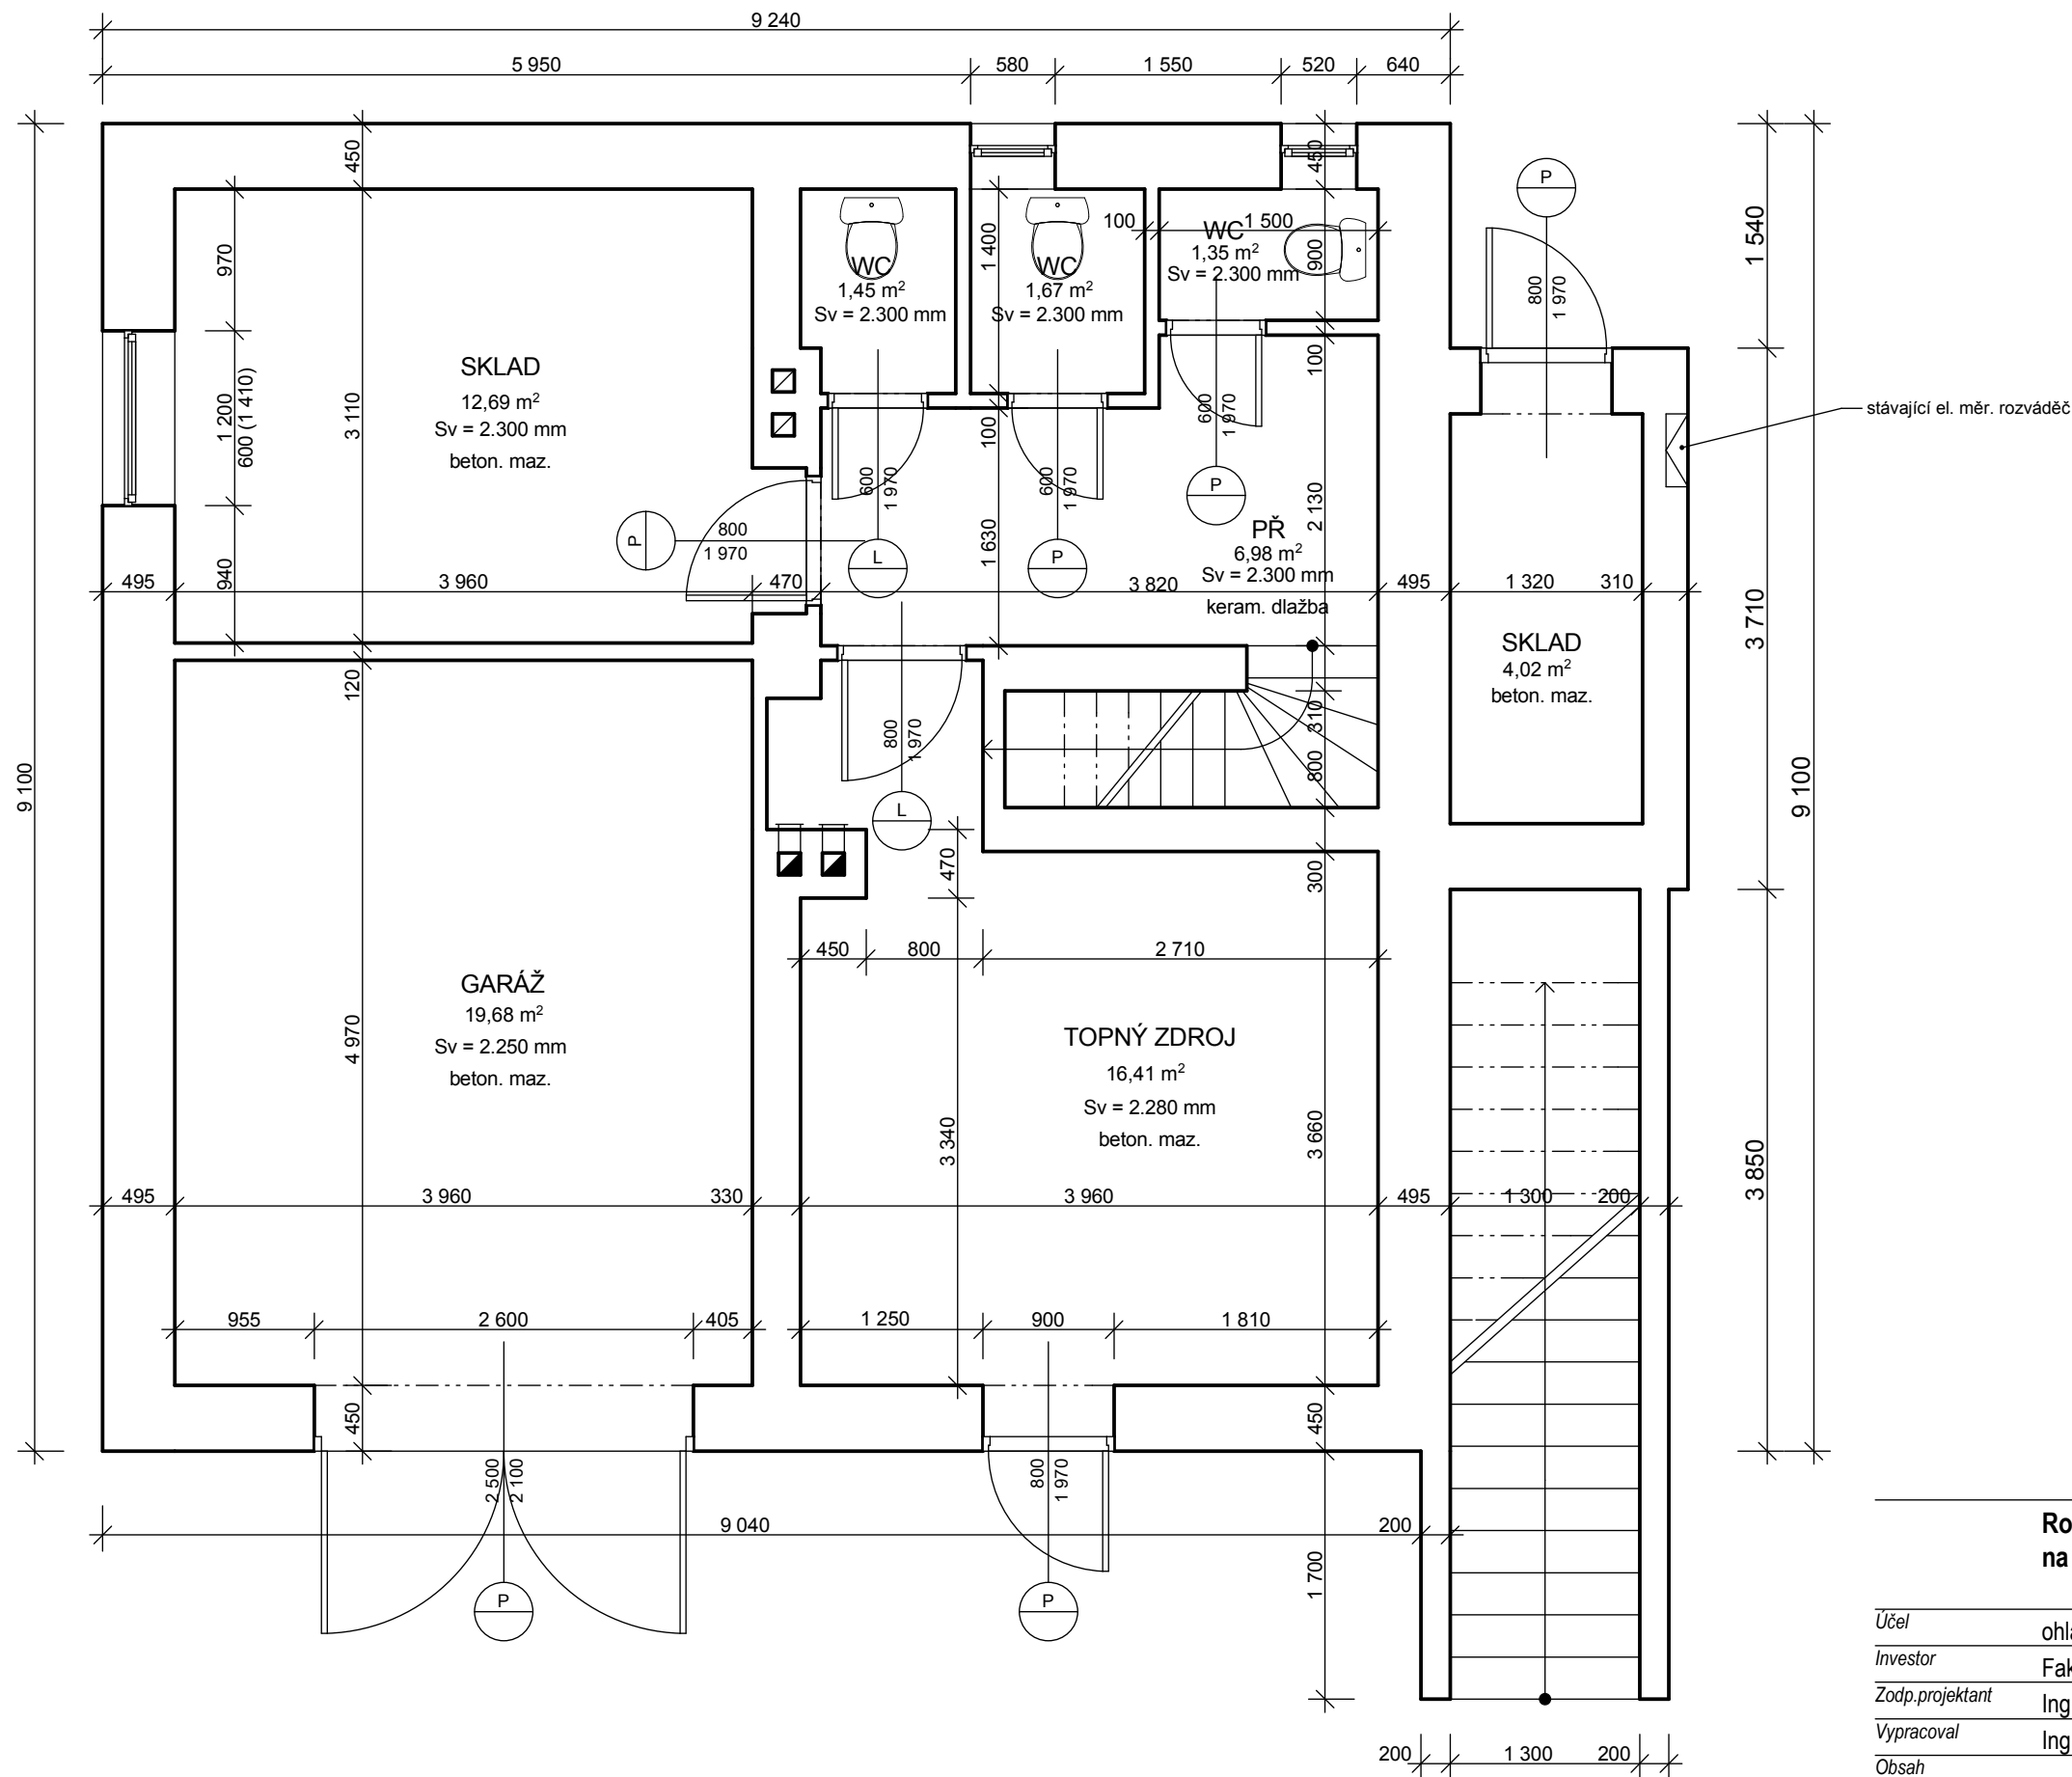 9 240
5 950 580 1 550 520 640
450
450
970
3 110
1 200
600 (1 410)
940
SKLAD
12,69 m²
Sv = 2.300 mm
beton. maz.
WC
1,45 m²
Sv = 2.300 mm
WC
1,67 m²
Sv = 2.300 mm
1 400
100
1 500
WC
1,35 m²
Sv = 2.300 mm
900
P
800
1 970
1 540
100
100
600
1 970
L
600
1 970
P
600
1 970
P
P
800
1 970
1 630
2 130
PŘ
6,98 m²
Sv = 2.300 mm
keram. dlažba
stávající el. měr. rozváděč
495 3 960 470 3 820 495 1 320 310
SKLAD
4,02 m²
beton. maz.
3 710
120
800
1 970
L
310
800
9 100
9 100
470
300
450 800 2 710
GARÁŽ
19,68 m²
Sv = 2.250 mm
beton. maz.
4 970
TOPNÝ ZDROJ
16,41 m²
Sv = 2.280 mm
beton. maz.
3 340
3 660
3 850
495 3 960 330 3 960 495 1 300 200
955 2 600 405 1 250 900 1 810
450
450
2 500
2 100
P
800
1 970
P
9 040 200
1 700
200 1 300 200
Ro
na
Účel ohla
Investor Fak
Zodp.projektant Ing
Vypracoval Ing
Obsah